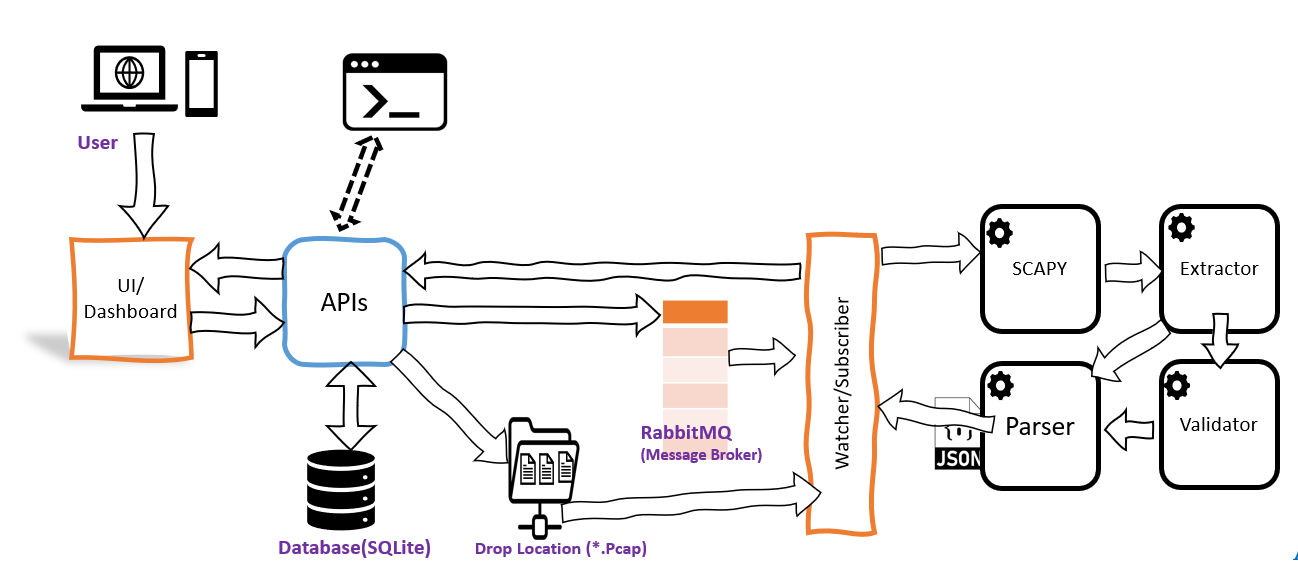 User
UI/
Dashboard
APIs
Database(SQLite)
Drop Location (*.Pcap)
RabbitMQ
(Message Broker)
Watcher/Subscriber
SCAPY
Extractor
Parser
Validator
{!}
JSON